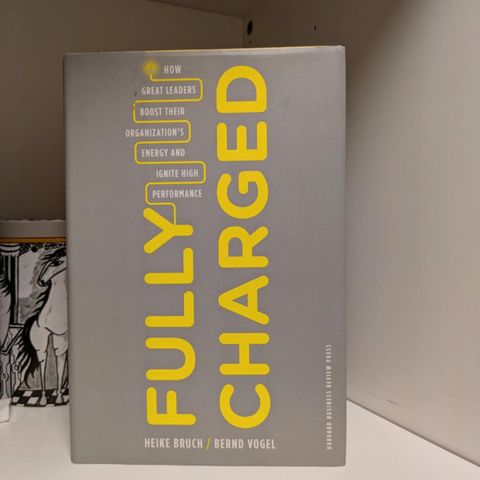 HOW
GREAT LEADERS
BOOST THEIR
ORGANIZATION'S
ENERGY AND
IGNITE HIGH
PERFORMANCE
FULLY
CHARGED
HEIKE BRUCH / BERND VOGEL
HARVARD BUSINESS REVIEW PRESS